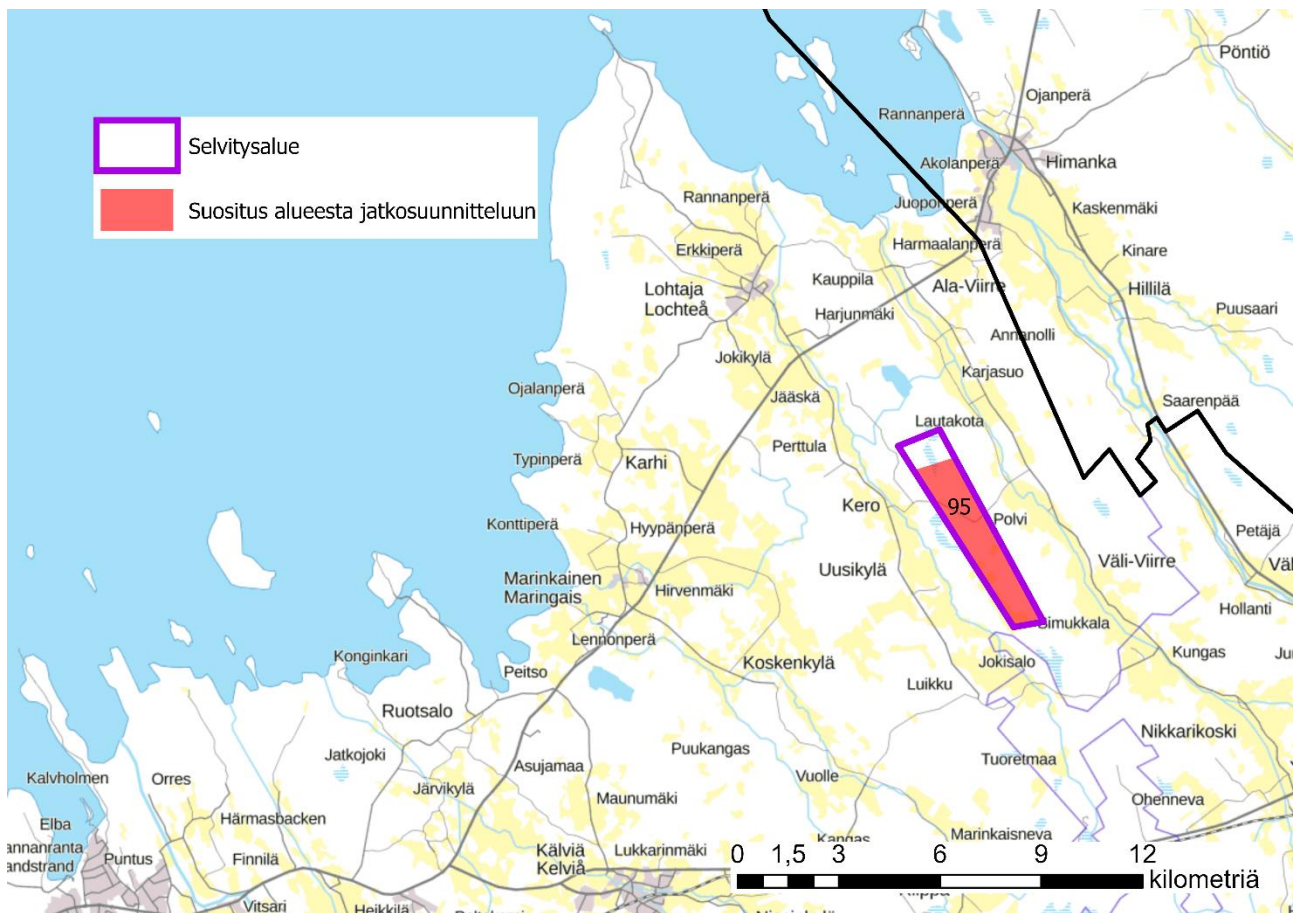 Pöntiö
Ojanperä
Rannanperä
Selvitysalue
Akolanperä
Himanka
Suositus alueesta jatkosuunnitteluun
Rannanperä
Juoponperä
Kaskenmäki
Erkkiperä
Harmaalanperä
Kinare
Kauppila
Lohtaja
Lochteå
Ala-Viirre
Hillilä
Puusaari
Harjunmäki
Annanolli
Jokikylä
Karjasuo
Ojalanperä
Jääskä
Saarenpää
Lautakota
Perttula
Typinperä
Karhi
Kero
95
Polvi
Konttiperä
Hyypänperä
Petäjä
Väli-Viirre
Uusikylä
Marinkainen
Maringais
Hirvenmäki
Hollanti
Simukkala
Lennonperä
Konginkari
Koskenkylä
Jokisalo
Kungas
Peitso
Luikku
Ruotsalo
Nikkarikoski
Jatkojoki
Puukangas
Tuoretmaa
Kalvholmen
Orres
Asujamaa
Vuolle
Järvikylä
Maunumäki
Ohenneva
Elba
Härmasbacken
Marinkaisneva
Kangas
Puntus
Finnilä
Kälviä
Kelviå
Lukkarinmäki
0 1,5 3 6 9 12
kilometriä
Vitsari
Heikkilä